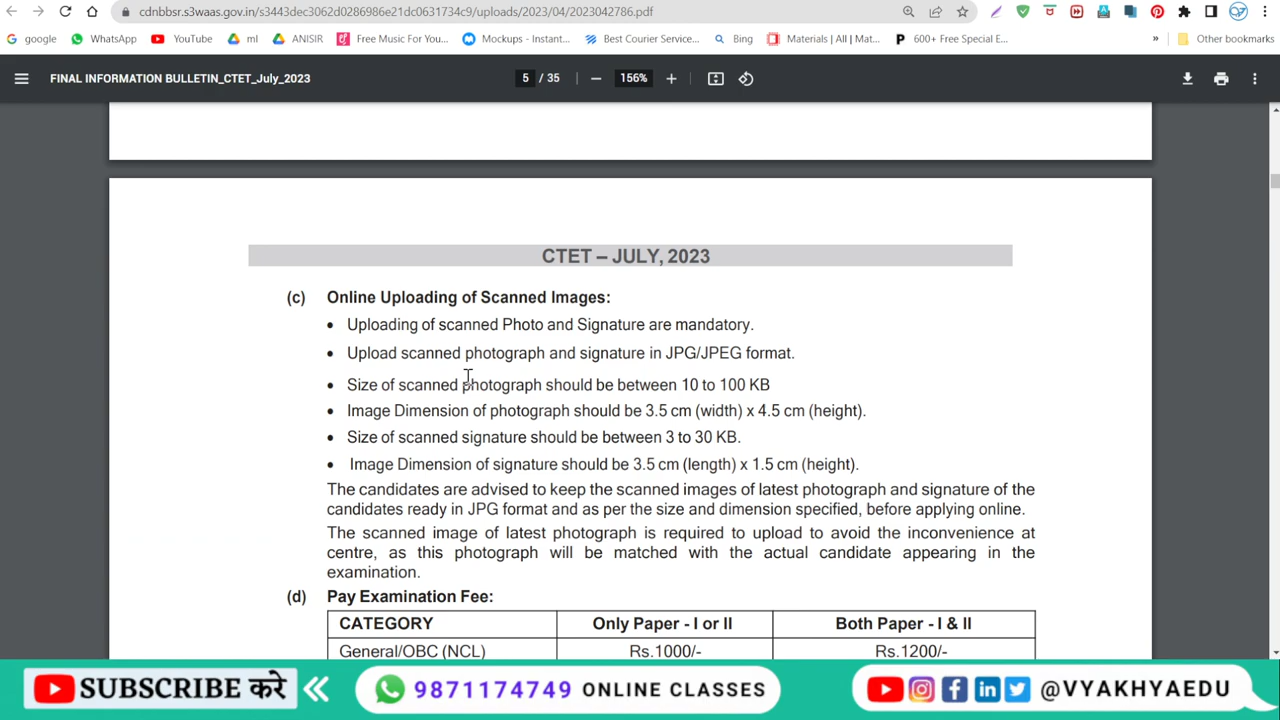 cdnbbsr.s3waas.gov.in/s3443dec3062d0286986e21dc0631734c9/uploads/2023/04/2023042786.pdf
google WhatsApp YouTube ml ANISIR Free Music For You... Mockups - Instant... Best Courier Service... Bing Materials | All | Mat... 600+ Free Special E... » Other bookmarks
FINAL INFORMATION BULLETIN_CTET_July_2023 5 / 35 — 156% +
CTET – JULY, 2023
(c) Online Uploading of Scanned Images:
• Uploading of scanned Photo and Signature are mandatory.
• Upload scanned photograph and signature in JPG/JPEG format.
• Size of scanned photograph should be between 10 to 100 KB
• Image Dimension of photograph should be 3.5 cm (width) x 4.5 cm (height).
• Size of scanned signature should be between 3 to 30 KB.
• Image Dimension of signature should be 3.5 cm (length) x 1.5 cm (height).
The candidates are advised to keep the scanned images of latest photograph and signature of the
candidates ready in JPG format and as per the size and dimension specified, before applying online.
The scanned image of latest photograph is required to upload to avoid the inconvenience at
centre, as this photograph will be matched with the actual candidate appearing in the
examination.
(d) Pay Examination Fee:
CATEGORY Only Paper - I or II Both Paper - I & II
General/OBC (NCL) Rs.1000/- Rs.1200/-
SUBSCRIBE करे 9871174749 ONLINE CLASSES @VYAKHYAEDU